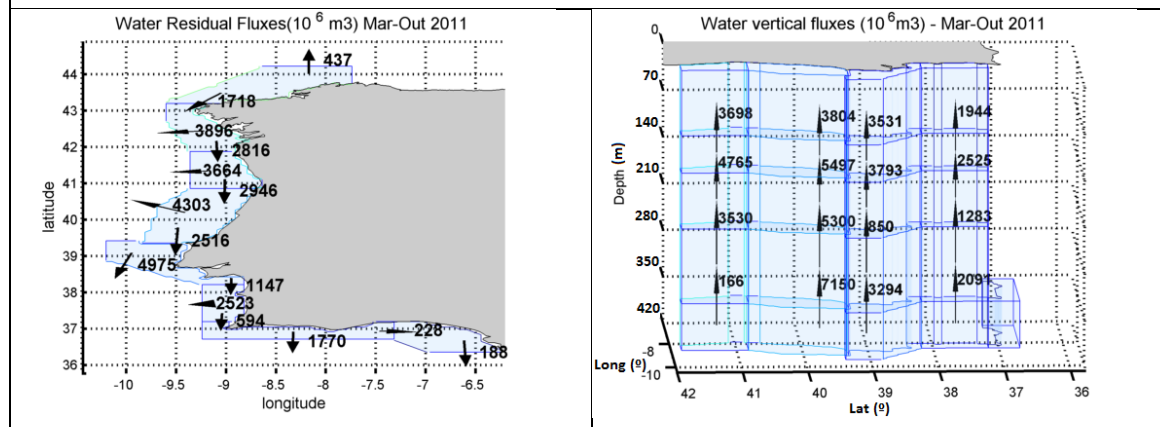 Water Residual Fluxes(10 6 m3) Mar-Out 2011
437
44
1718
43
3896
2816
42
3664
2946
41
4303
40
2516
39
4975
1147
38
2523
594
37
1770
228
188
36
-10 -9.5 -9 -8.5 -8 -7.5 -7 -6.5
latitude
longitude
Water vertical fluxes (10 6m3) - Mar-Out 2011
0
70
140
210
280
350
420
Depth (m)
3698 3804 3531 1944
4765 5497 3793 2525
3530 5300 850 1283
166 7150 3294 2091
Long (º)
-8
-10
42 41 40 39 38 37 36
Lat (º)